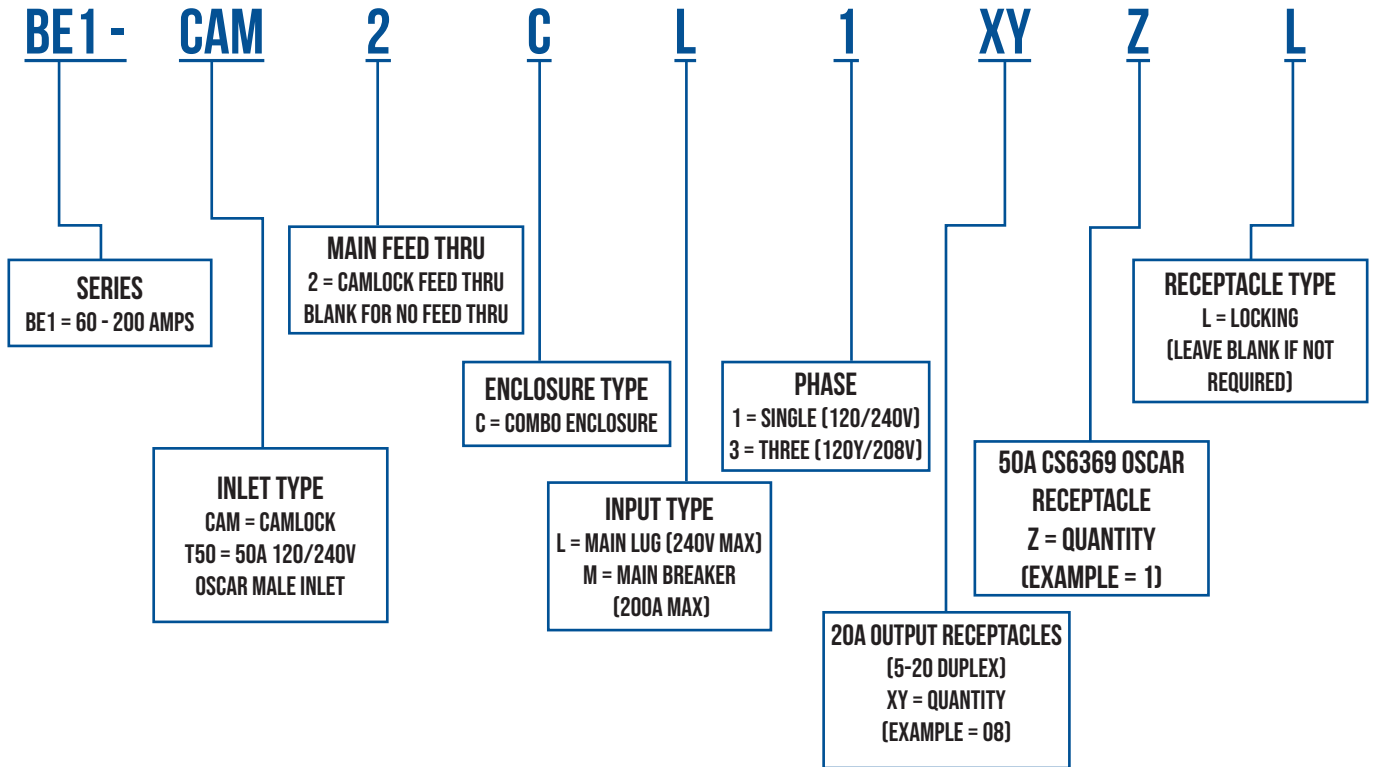 BE1 - CAM 2 C L 1 XY Z L
SERIES
BE1 = 60 - 200 AMPS
INLET TYPE
CAM = CAMLOCK
T50 = 50A 120/240V
OSCAR MALE INLET
MAIN FEED THRU
2 = CAMLOCK FEED THRU
BLANK FOR NO FEED THRU
ENCLOSURE TYPE
C = COMBO ENCLOSURE
INPUT TYPE
L = MAIN LUG (240V MAX)
M = MAIN BREAKER
(200A MAX)
PHASE
1 = SINGLE (120/240V)
3 = THREE (120Y/208V)
20A OUTPUT RECEPTACLES
(5-20 DUPLEX)
XY = QUANTITY
(EXAMPLE = 08)
50A CS6369 OSCAR
RECEPTACLE
Z = QUANTITY
(EXAMPLE = 1)
RECEPTACLE TYPE
L = LOCKING
(LEAVE BLANK IF NOT
REQUIRED)